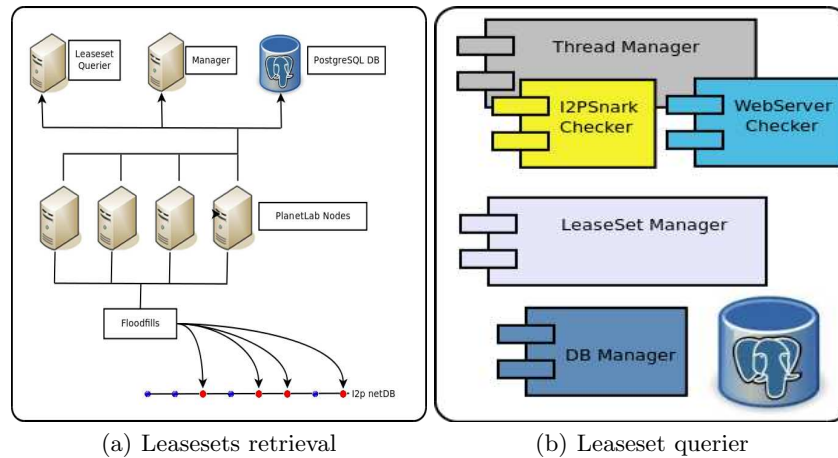 Leaseset
Querier
Manager
PostgreSQL DB
PlanetLab Nodes
Floodfills
I2p netDB
(a) Leasesets retrieval
Thread Manager
I2PSnark
Checker
WebServer
Checker
LeaseSet Manager
DB Manager
(b) Leaseset querier